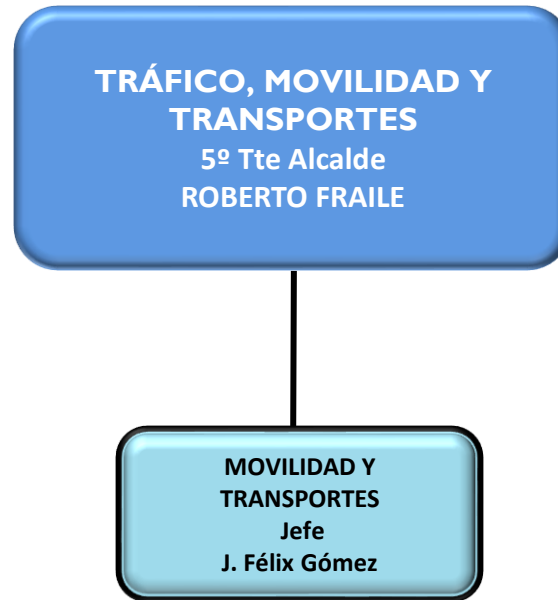 TRÁFICO, MOVILIDAD Y
TRANSPORTES
5º Tte Alcalde
ROBERTO FRAILE
MOVILIDAD Y
TRANSPORTES
Jefe
J. Félix Gómez